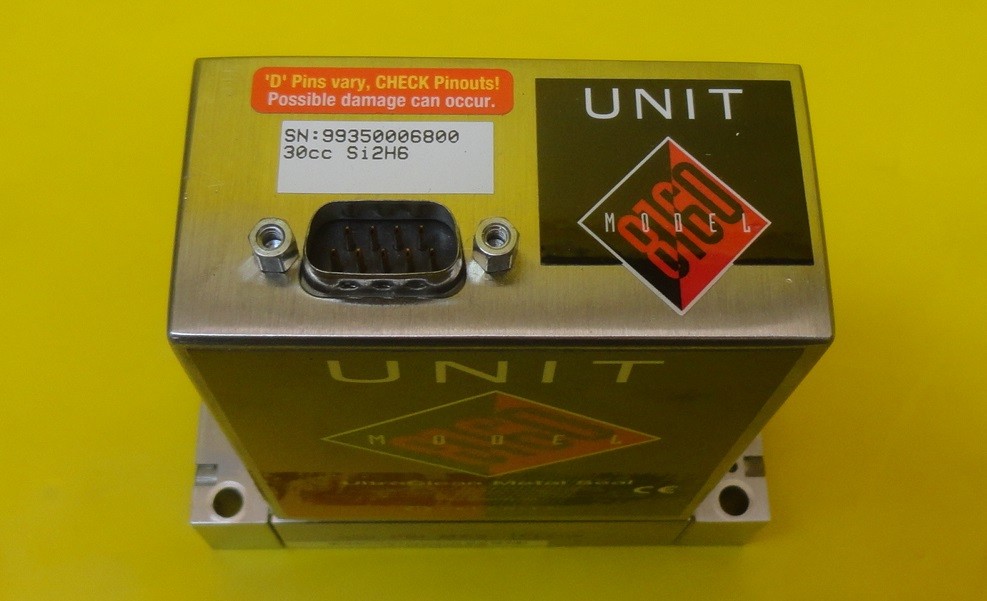 'D' Pins vary, CHECK Pinouts!
Possible damage can occur.
SN:99350006800
30cc Si2H6
UNIT
MODEL
8160
UNIT
MODEL
8160
UltraClean Metal Seal
CE